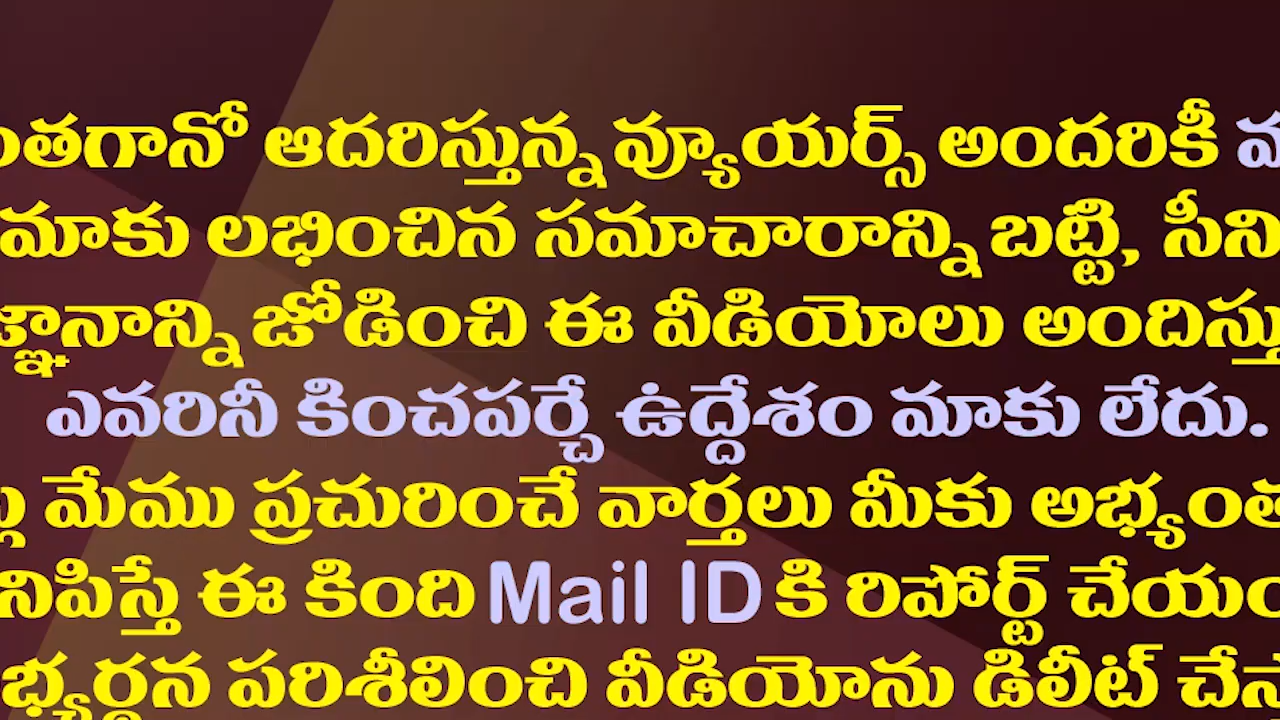 ంతగానో ఆదరిస్తున్న వ్యూయర్స్ అందరికీ
మాకు లభించిన సమాచారాన్ని బట్టి, సీని
జ్ఞానాన్ని జోడించి ఈ వీడియోలు అందిస్తు
ఎవరినీ కించపర్చే ఉద్దేశం మాకు లేదు.
మేము ప్రచురించే వార్తలు మీకు అభ్యంత
నిపిస్తే ఈ కింది Mail ID కి రిపోర్ట్ చేయం
భ్యర్థన పరిశీలించి వీడియోను డిలీట్ చేస